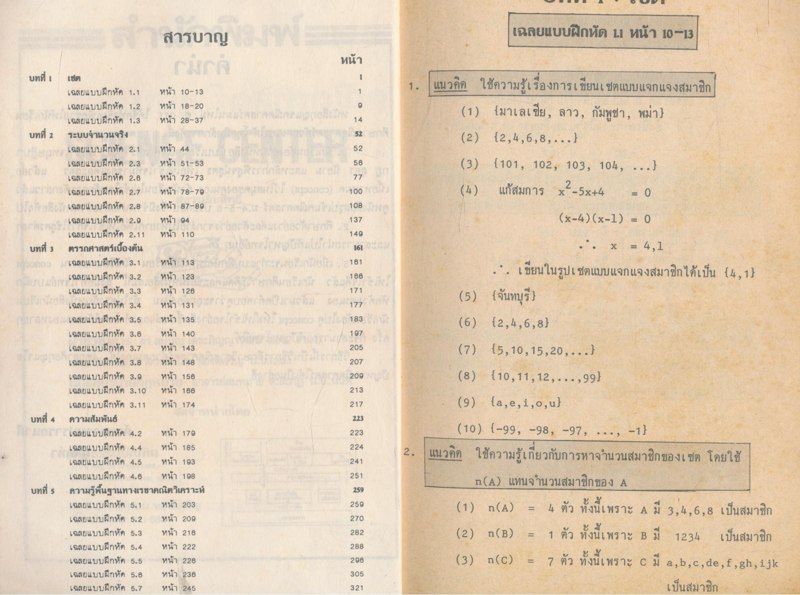 สารบาญ
หน้า
บทที่ 1 เซต 1
เฉลยแบบฝึกหัด 1.1 หน้า 10-13 1
เฉลยแบบฝึกหัด 1.2 หน้า 18-20 9
เฉลยแบบฝึกหัด 1.3 หน้า 28-37 14
บทที่ 2 ระบบจำนวนจริง 52
เฉลยแบบฝึกหัด 2.1 หน้า 44 52
เฉลยแบบฝึกหัด 2.3 หน้า 51-53 58
เฉลยแบบฝึกหัด 2.6 หน้า 72-73 77
เฉลยแบบฝึกหัด 2.7 หน้า 78-79 100
เฉลยแบบฝึกหัด 2.8 หน้า 87-89 108
เฉลยแบบฝึกหัด 2.9 หน้า 94 137
เฉลยแบบฝึกหัด 2.11 หน้า 110 149
บทที่ 3 ตรรกศาสตร์เบื้องต้น 161
เฉลยแบบฝึกหัด 3.1 หน้า 113 161
เฉลยแบบฝึกหัด 3.2 หน้า 123 166
เฉลยแบบฝึกหัด 3.3 หน้า 128 171
เฉลยแบบฝึกหัด 3.4 หน้า 131 177
เฉลยแบบฝึกหัด 3.5 หน้า 135 183
เฉลยแบบฝึกหัด 3.6 หน้า 140 197
เฉลยแบบฝึกหัด 3.7 หน้า 143 205
เฉลยแบบฝึกหัด 3.8 หน้า 148 207
เฉลยแบบฝึกหัด 3.9 หน้า 156 209
เฉลยแบบฝึกหัด 3.10 หน้า 166 213
เฉลยแบบฝึกหัด 3.11 หน้า 174 217
บทที่ 4 ความสัมพันธ์ 223
เฉลยแบบฝึกหัด 4.2 หน้า 179 223
เฉลยแบบฝึกหัด 4.4 หน้า 185 224
เฉลยแบบฝึกหัด 4.5 หน้า 193 241
เฉลยแบบฝึกหัด 4.6 หน้า 198 251
บทที่ 5 ความรู้พื้นฐานทางเรขาคณิตวิเคราะห์ 259
เฉลยแบบฝึกหัด 5.1 หน้า 203 259
เฉลยแบบฝึกหัด 5.2 หน้า 209 270
เฉลยแบบฝึกหัด 5.3 หน้า 216 282
เฉลยแบบฝึกหัด 5.4 หน้า 222 288
เฉลยแบบฝึกหัด 5.5 หน้า 226 296
เฉลยแบบฝึกหัด 5.6 หน้า 236 305
เฉลยแบบฝึกหัด 5.7 หน้า 245 321
เฉลยแบบฝึกหัด 1.1 หน้า 10-13
1. แนวคิด ใช้ความรู้เรื่องการเขียนเซตแบบแจกแจงสมาชิก
(1) {มาเลเซีย, ลาว, กัมพูชา, พม่า}
(2) {2,4,6,8,...}
(3) {101, 102, 103, 104, ...}
(4) แก้สมการ x²-5x+4 = 0
(x-4)(x-1) = 0
∴ x = 4,1
∴ เขียนในรูปเซตแบบแจกแจงสมาชิกได้เป็น {4,1}
(5) {จันทบุรี}
(6) {2,4,6,8}
(7) {5,10,15,20,...}
(8) {10,11,12,...,99}
(9) {a,e,i,o,u}
(10) {-99, -98, -97, ..., -1}
2. แนวคิด ใช้ความรู้เกี่ยวกับการหาจำนวนสมาชิกของเซต โดยใช้
n(A) แทนจำนวนสมาชิกของ A
(1) n(A) = 4 ตัว ทั้งนี้เพราะ A มี 3,4,6,8 เป็นสมาชิก
(2) n(B) = 1 ตัว ทั้งนี้เพราะ B มี 1234 เป็นสมาชิก
(3) n(C) = 7 ตัว ทั้งนี้เพราะ C มี a,b,c,de,f,gh,ijk
เป็นสมาชิก